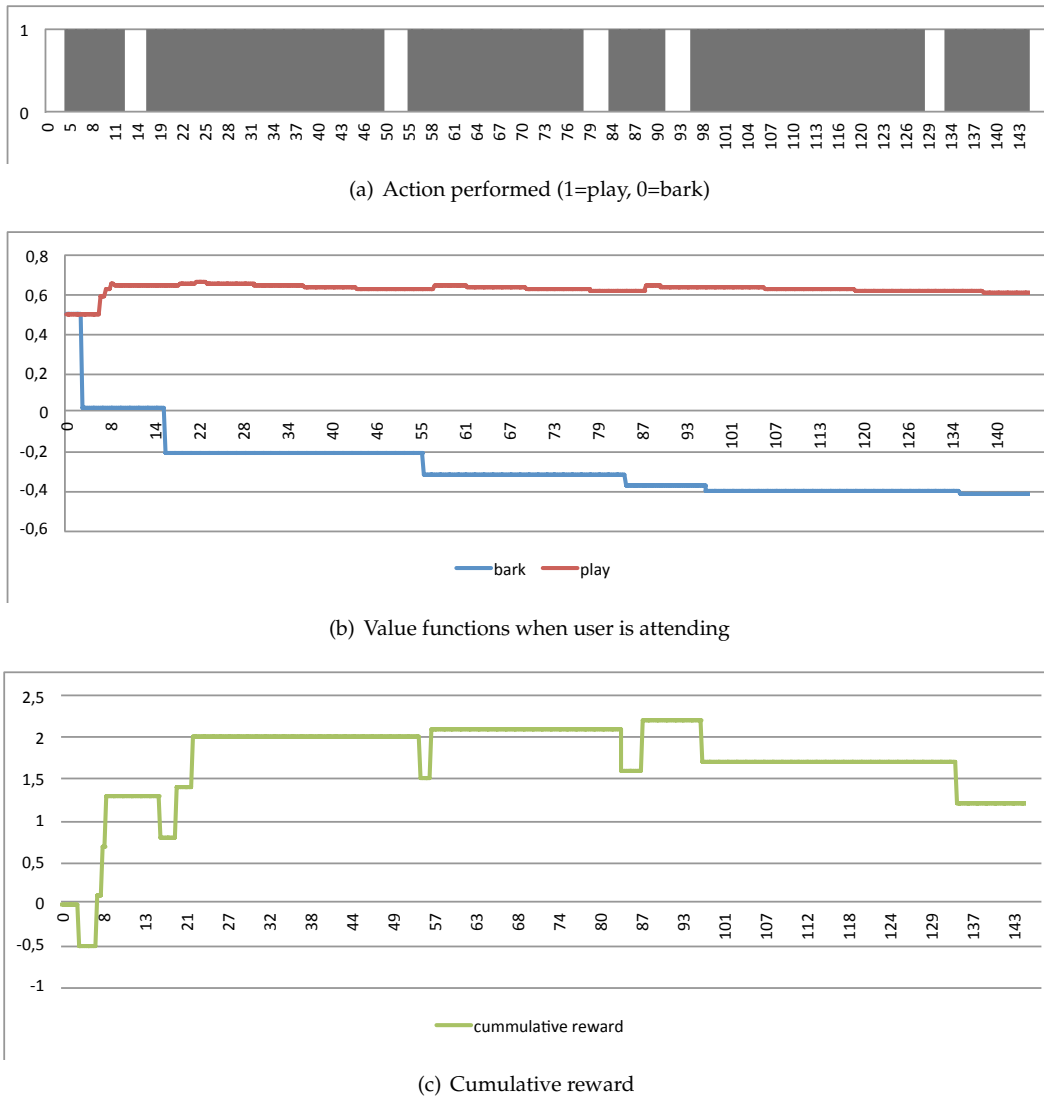 1
0
0 5 8 11 14 19 22 25 28 31 34 37 40 43 46 50 55 58 61 64 67 70 73 76 79 84 87 90 93 98 101 104 107 110 113 116 119 123 126 129 134 137 140 143
(a) Action performed (1=play, 0=bark)
0,8
0,6
0,4
0,2
0
-0,2
-0,4
-0,6
0 4 8 14 22 28 34 40 46 55 61 67 73 79 87 93 101 107 113 120 126 134 140
bark play
(b) Value functions when user is attending
2,5
2
1,5
1
0,5
0
-0,5
-1
0 8 13 21 27 32 38 43 49 57 63 68 74 80 87 93 101 107 112 118 123 129 137 143
cummulative reward
(c) Cumulative reward